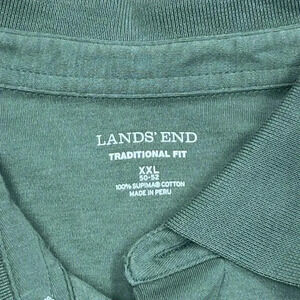 LANDS' END
TRADITIONAL FIT
XXL
50-52
100% SUPIMA® COTTON
MADE IN PERU